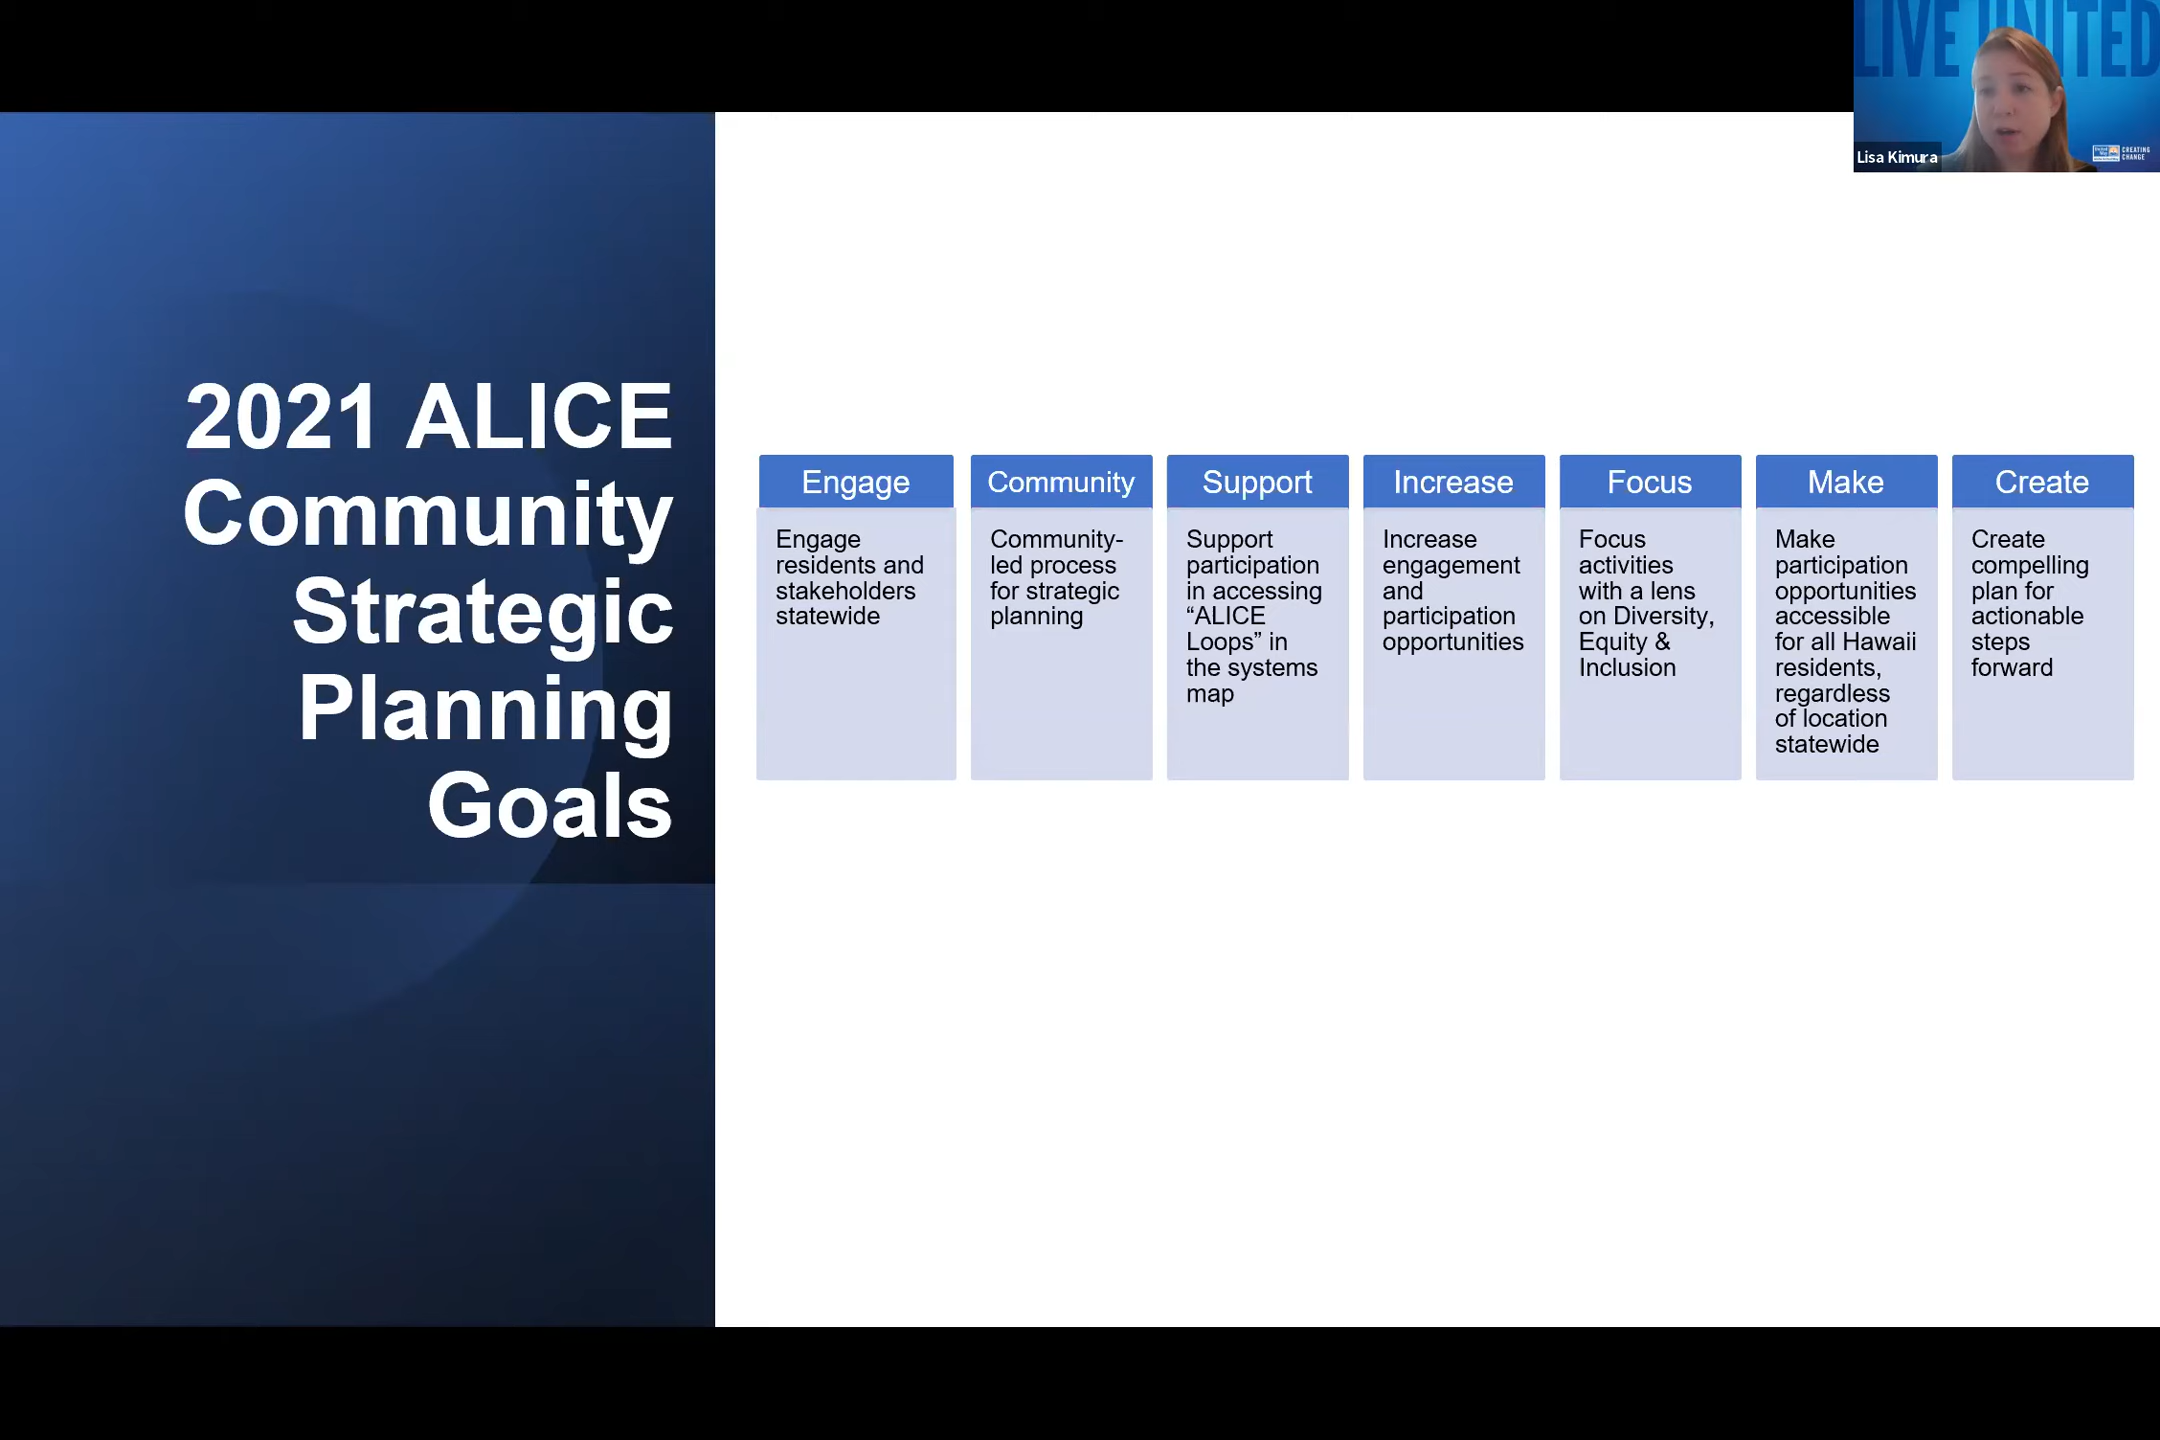 LIVE UNITED
Lisa Kimura
CREATING
CHANGE
2021 ALICE
Community
Strategic
Planning
Goals
Engage
Engage
residents and
stakeholders
statewide
Community
Community-
led process
for strategic
planning
Support
Support
participation
in accessing
“ALICE
Loops” in
the systems
map
Increase
Increase
engagement
and
participation
opportunities
Focus
Focus
activities
with a lens
on Diversity,
Equity &
Inclusion
Make
Make
participation
opportunities
accessible
for all Hawaii
residents,
regardless
of location
statewide
Create
Create
compelling
plan for
actionable
steps
forward